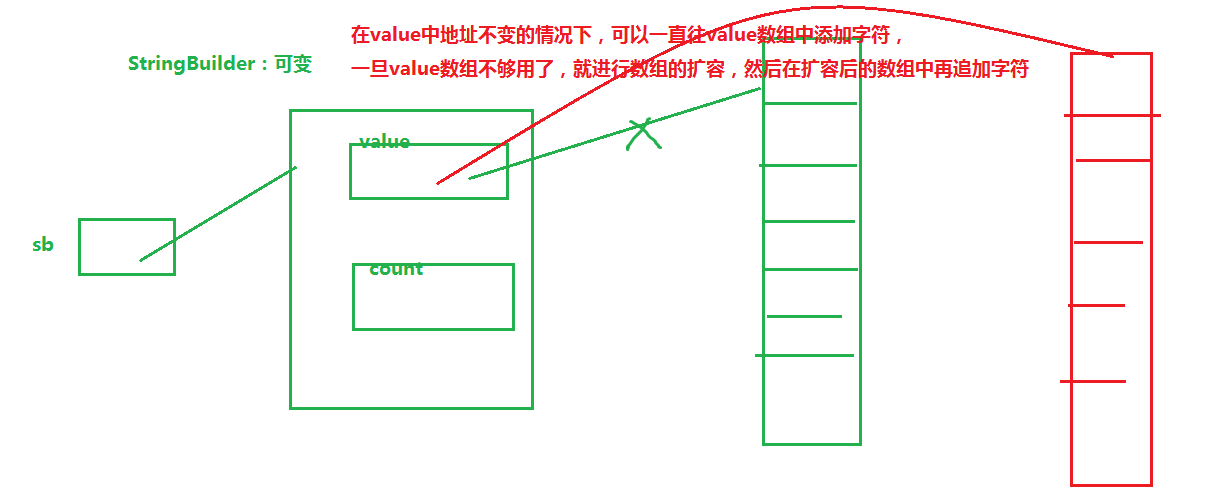 在value中地址不变的情况下，可以一直往value数组中添加字符，
StringBuilder：可变
一旦value数组不够用了，就进行数组的扩容，然后在扩容后的数组中再追加字符
value
sb
count